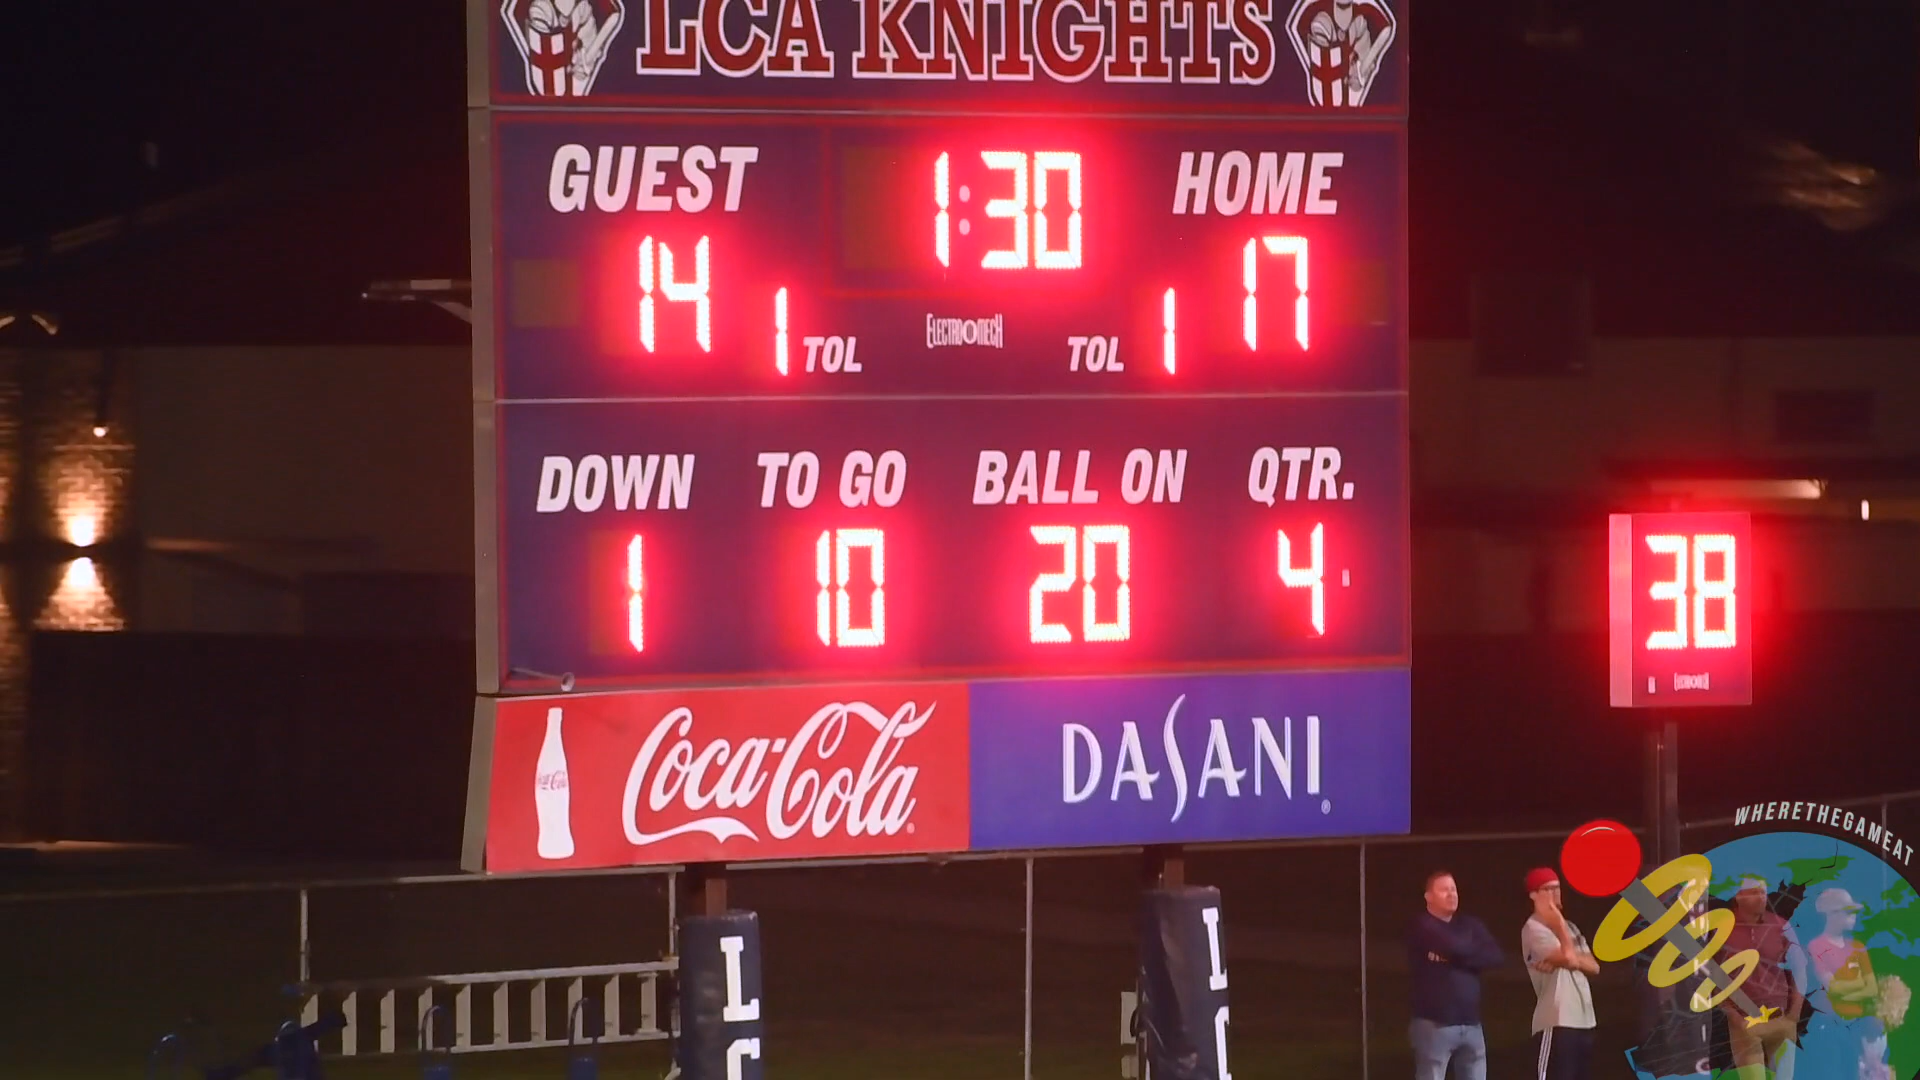 LCA KNIGHTS
GUEST 1:30 HOME
14 1 TOL ELECTRO-MECH TOL 1 17
DOWN TO GO BALL ON QTR.
1 10 20 4
38
Coca-Cola DASANI
WHERETHEGAMEAT
L
C
L